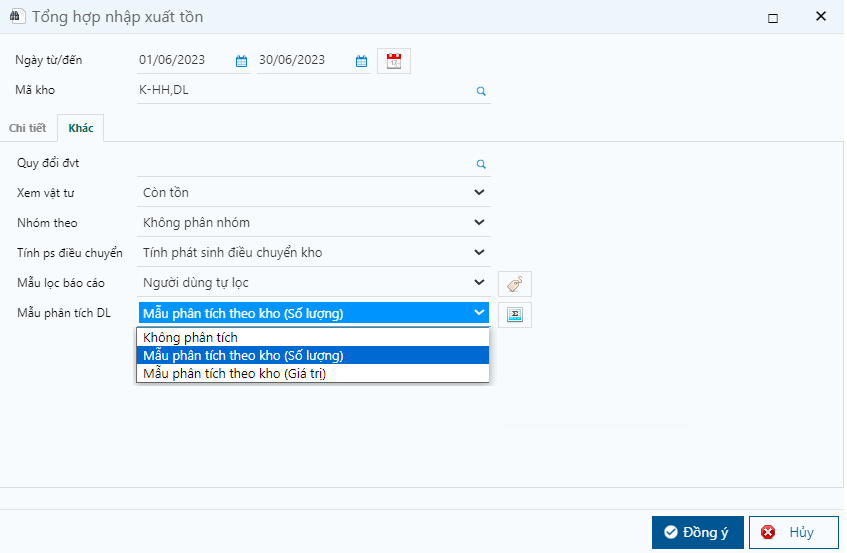 Tổng hợp nhập xuất tồn
Ngày từ/đến 01/06/2023 30/06/2023
Mã kho K-HH,DL
Chi tiết Khác
Quy đổi đvt
Xem vật tư Còn tồn
Nhóm theo Không phân nhóm
Tính ps điều chuyển Tính phát sinh điều chuyển kho
Mẫu lọc báo cáo Người dùng tự lọc
Mẫu phân tích DL Mẫu phân tích theo kho (Số lượng)
Không phân tích
Mẫu phân tích theo kho (Số lượng)
Mẫu phân tích theo kho (Giá trị)
Đồng ý Hủy